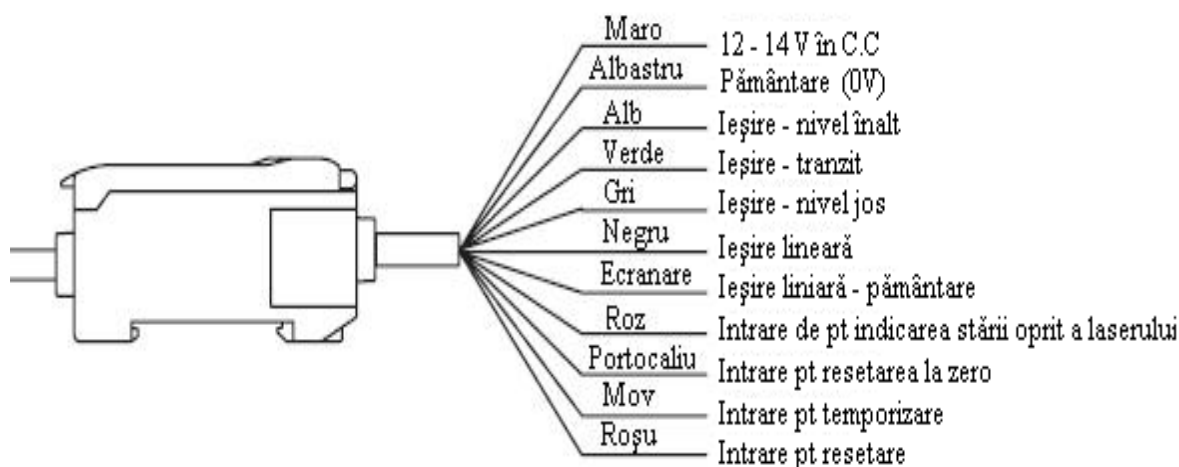 Maro 12 - 14 V în C.C
Albastru Pământare (0V)
Alb Ieşire - nivel înalt
Verde Ieşire - tranzit
Gri Ieşire - nivel jos
Negru Ieşire lineară
Ecranare Ieşire liniară - pământare
Roz Intrare de pt indicarea stării oprit a laserului
Portocaliu Intrare pt resetarea la zero
Mov Intrare pt temporizare
Roşu Intrare pt resetare